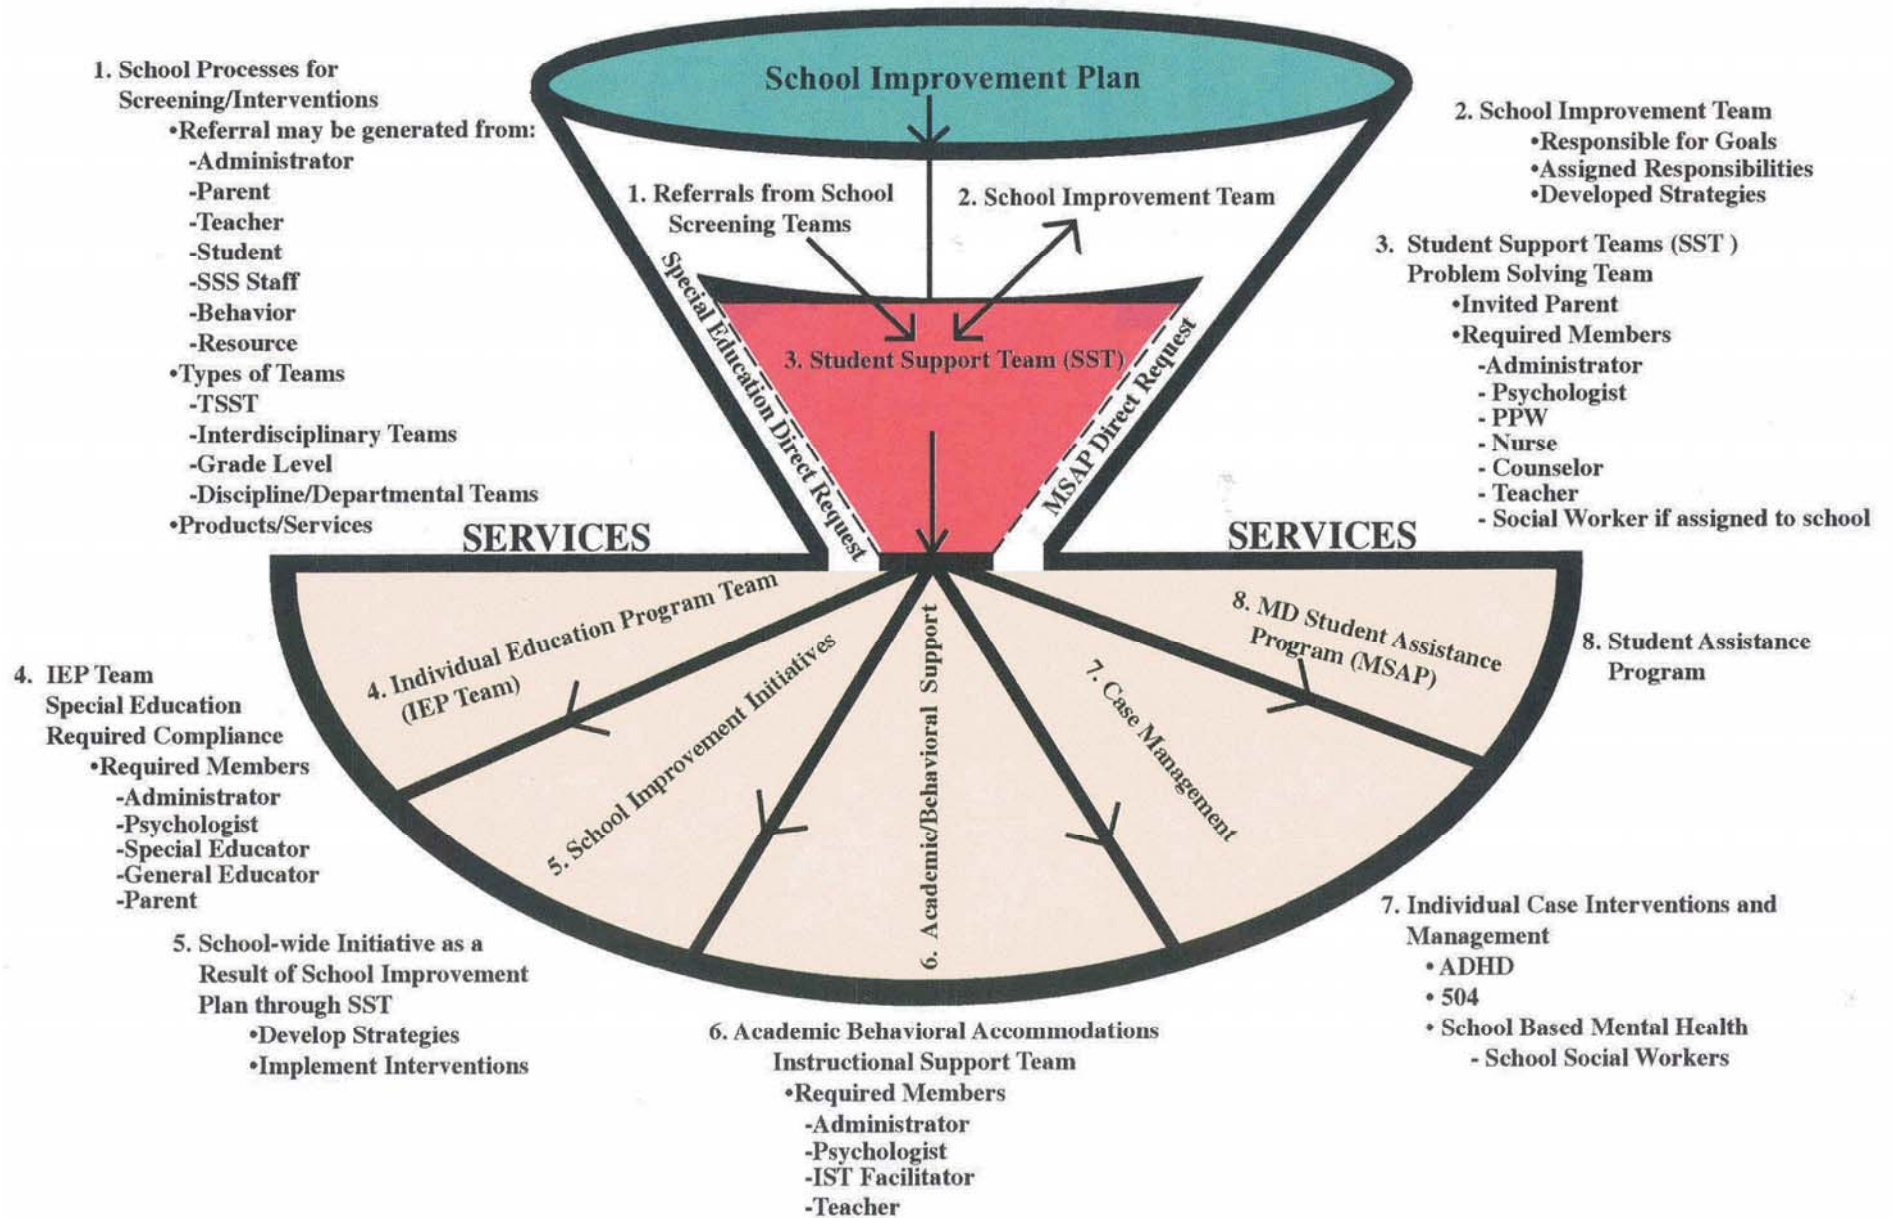 School Improvement Plan
1. School Processes for
Screening/Interventions
•Referral may be generated from:
-Administrator
-Parent
-Teacher
-Student
-SSS Staff
-Behavior
-Resource
•Types of Teams
-TSST
-Interdisciplinary Teams
-Grade Level
-Discipline/Departmental Teams
•Products/Services
1. Referrals from School
Screening Teams
2. School Improvement Team
Special Education Direct Request
3. Student Support Team (SST)
MSAP Direct Request
2. School Improvement Team
•Responsible for Goals
•Assigned Responsibilities
•Developed Strategies
3. Student Support Teams (SST )
Problem Solving Team
•Invited Parent
•Required Members
-Administrator
- Psychologist
- PPW
- Nurse
- Counselor
- Teacher
- Social Worker if assigned to school
SERVICES
SERVICES
4. Individual Education Program Team
(IEP Team)
5. School Improvement Initiatives
6. Academic/Behavioral Support
7. Case Management
8. MD Student Assistance
Program (MSAP)
8. Student Assistance
Program
4. IEP Team
Special Education
Required Compliance
•Required Members
-Administrator
-Psychologist
-Special Educator
-General Educator
-Parent
5. School-wide Initiative as a
Result of School Improvement
Plan through SST
•Develop Strategies
•Implement Interventions
6. Academic Behavioral Accommodations
Instructional Support Team
•Required Members
-Administrator
-Psychologist
-IST Facilitator
-Teacher
7. Individual Case Interventions and
Management
• ADHD
• 504
• School Based Mental Health
- School Social Workers